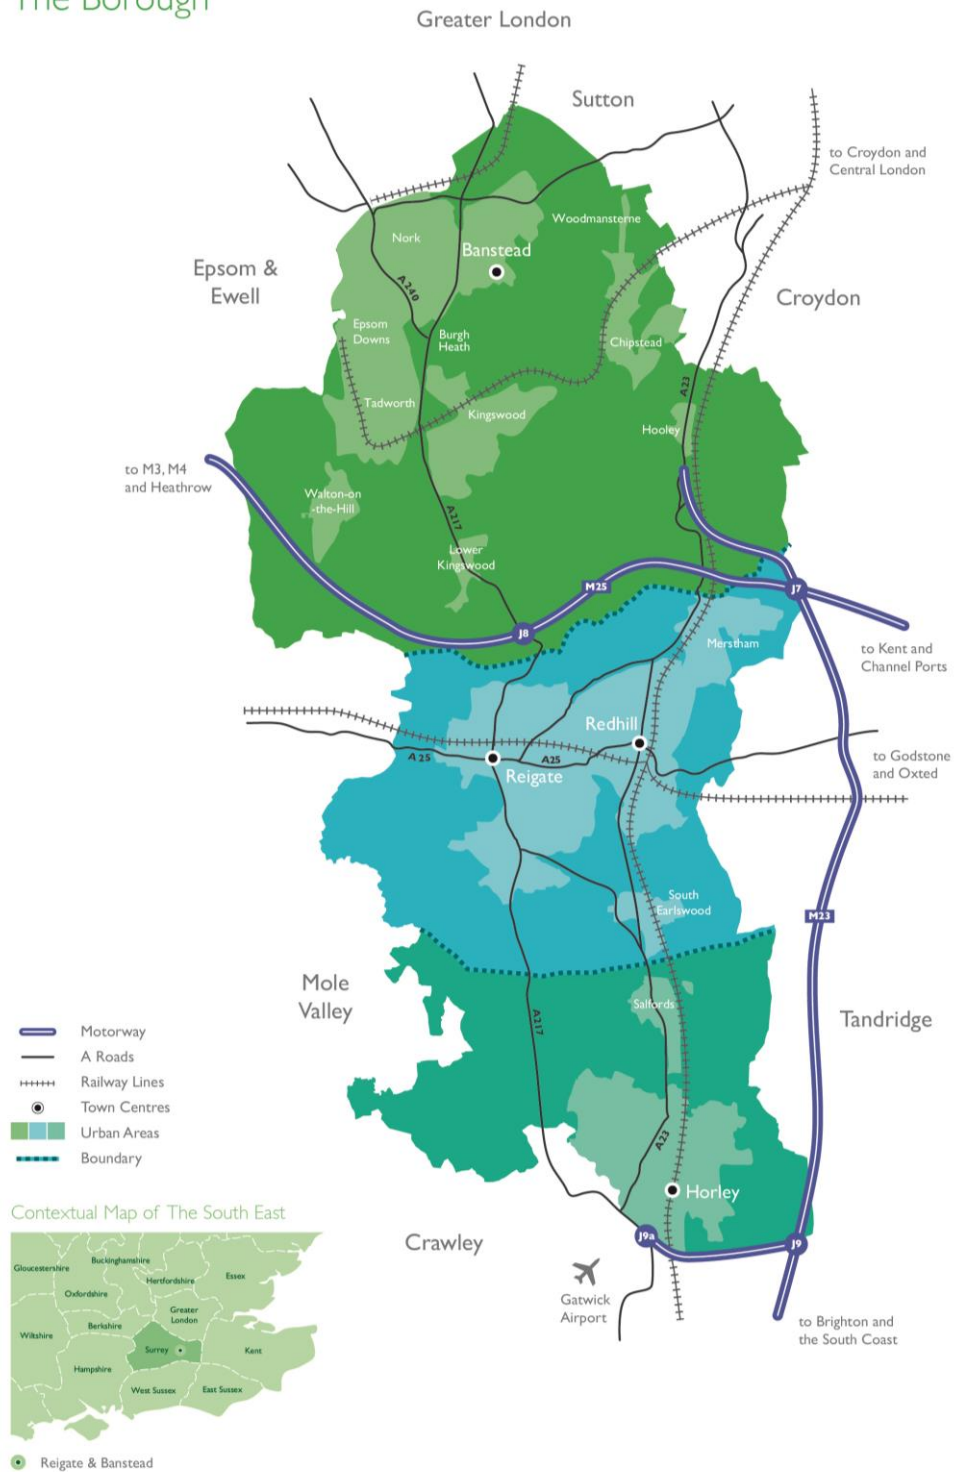 The Borough
Greater London
Sutton
to Croydon and
Central London
Woodmansterne
Nork
Banstead
Epsom &
Ewell
A240
Croydon
Epsom
Downs
Burgh
Heath
Chipstead
A23
Tadworth
Kingswood
Hooley
to M3, M4
and Heathrow
Walton-on
-the-Hill
A217
Lower
Kingswood
M25
J7
J8
Merstham
to Kent and
Channel Ports
Redhill
A25
A25
Reigate
to Godstone
and Oxted
South
Earlswood
M23
Mole
Valley
Salfords
A217
Tandridge
Motorway
A Roads
Railway Lines
Town Centres
Urban Areas
Boundary
A23
Horley
Contextual Map of The South East
Crawley
J9a
J9
Gatwick
Airport
to Brighton and
the South Coast
Gloucestershire
Buckinghamshire
Hertfordshire
Essex
Oxfordshire
Greater
London
Berkshire
Wiltshire
Surrey
Kent
Hampshire
West Sussex
East Sussex
Reigate & Banstead